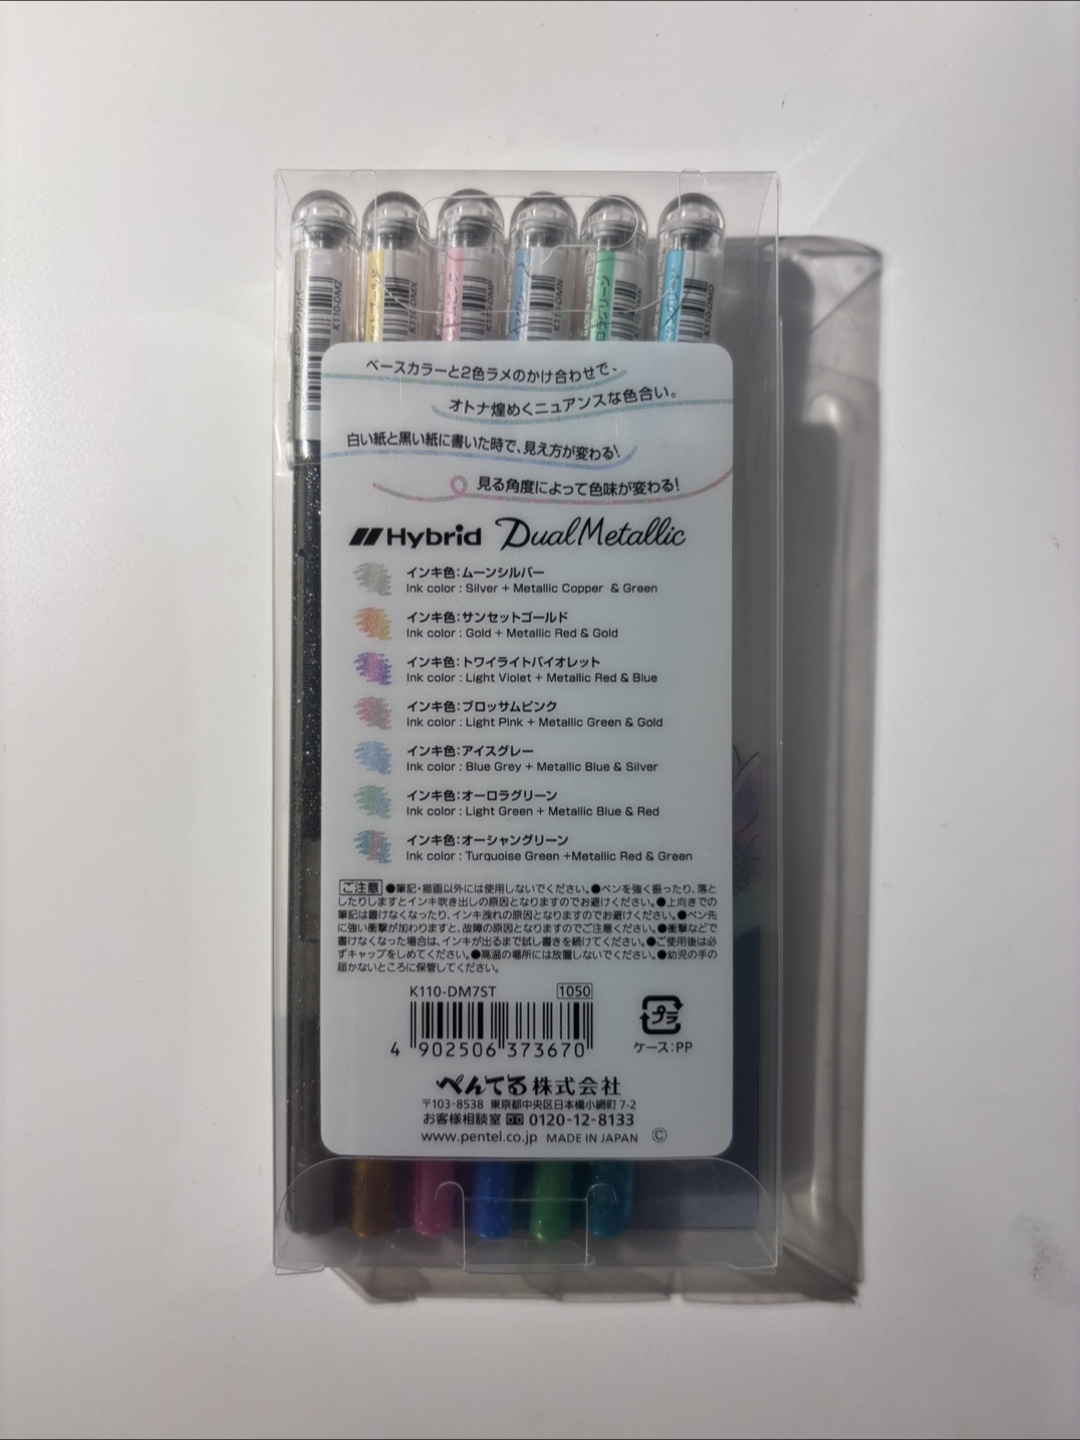 K110-DMZ
K110-DMX
K110-DMP
K110-DMN
K110-DMK
K110-DMD
ベースカラーと2色ラメのかけ合わせで、
オトナ煌めくニュアンスな色合い。
白い紙と黒い紙に書いた時で、見え方が変わる!
見る角度によって色味が変わる!
Hybrid DualMetallic
インキ色:ムーンシルバー
Ink color : Silver + Metallic Copper & Green
インキ色:サンセットゴールド
Ink color : Gold + Metallic Red & Gold
インキ色:トワイライトバイオレット
Ink color : Light Violet + Metallic Red & Blue
インキ色:ブロッサムピンク
Ink color : Light Pink + Metallic Green & Gold
インキ色:アイスグレー
Ink color : Blue Grey + Metallic Blue & Silver
インキ色:オーロラグリーン
Ink color : Light Green + Metallic Blue & Red
インキ色:オーシャングリーン
Ink color : Turquoise Green +Metallic Red & Green
ご注意 ●筆記・描画以外には使用しないでください。●ペンを強く振ったり、落と
したりしますとインキ吹き出しの原因となりますのでお避けください。●上向きでの
筆記は書けなくなったり、インキ洩れの原因となりますのでお避けください。●ペン先
に強い衝撃が加わりますと、故障の原因となりますのでご注意ください。●衝撃などで
書けなくなった場合は、インキが出るまで試し書きを続けてください。●ご使用後は必
ずキャップをしめてください。●高温の場所には放置しないでください。●幼児の手の
届かないところに保管してください。
K110-DM7ST 1050
4 902506 373670
プラ
ケース:PP
ぺんてる株式会社
〒103-8538 東京都中央区日本橋小網町 7-2
お客様相談室 0120-12-8133
www.pentel.co.jp MADE IN JAPAN ©